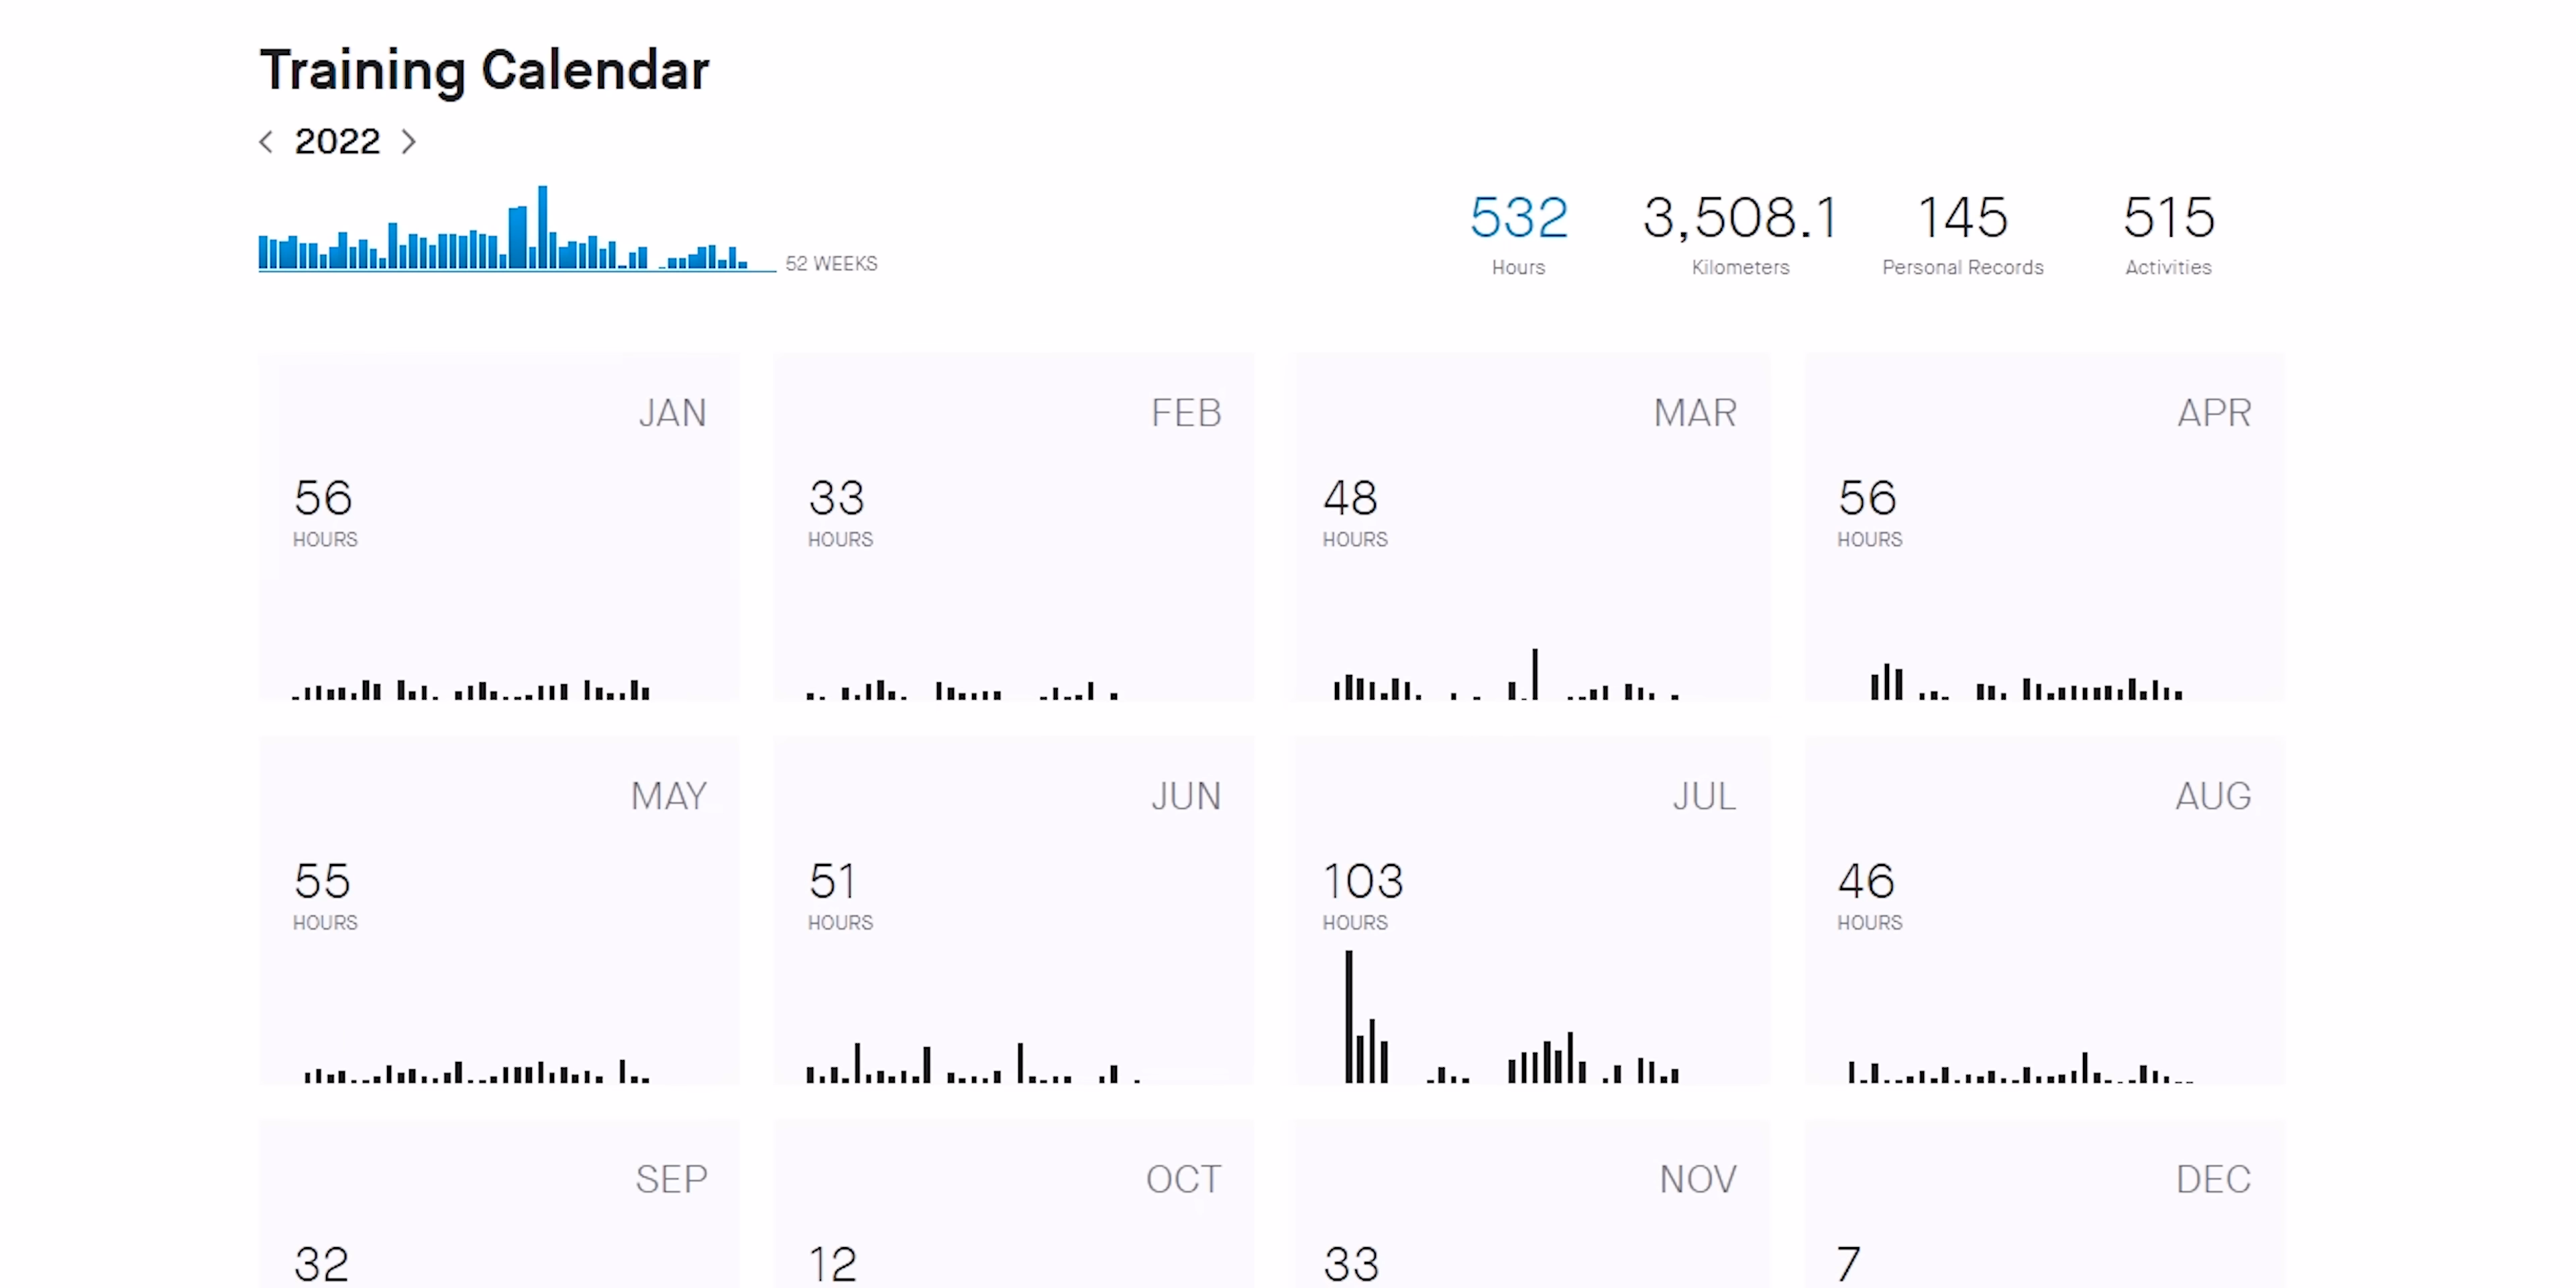 Training Calendar
< 2022 >
52 WEEKS
532 3,508.1 145 515
Hours Kilometers Personal Records Activities
JAN FEB MAR APR
56 33 48 56
HOURS HOURS HOURS HOURS
MAY JUN JUL AUG
55 51 103 46
HOURS HOURS HOURS HOURS
SEP OCT NOV DEC
32 12 33 7